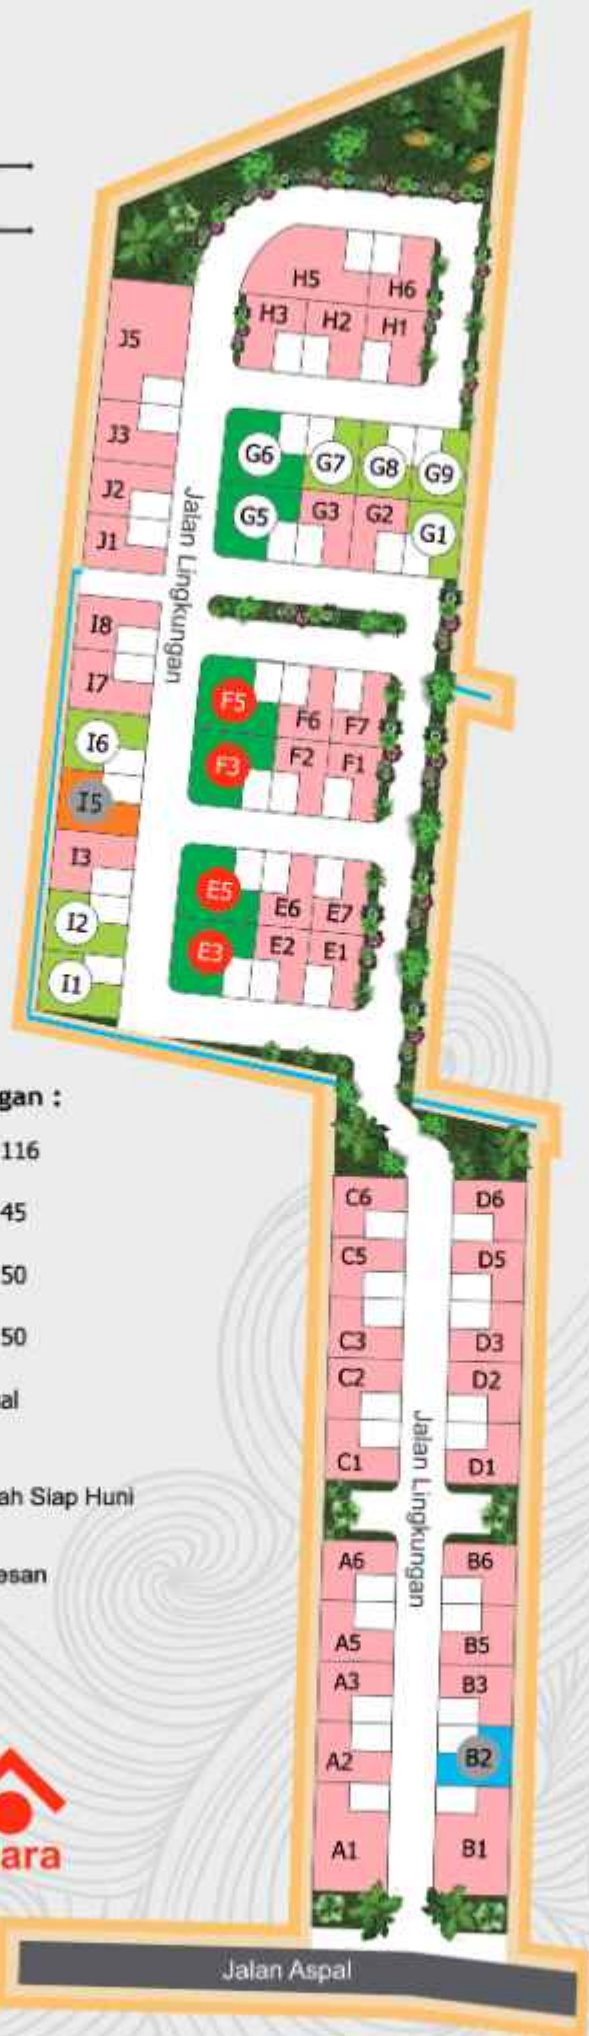 H5
H6
H3
H2
H1
J5
J3
J2
J1
G6
G7
G8
G9
G5
G3
G2
G1
Jalan Lingkungan
I8
I7
I6
I5
I3
I2
I1
F5
F6
F7
F3
F2
F1
E5
E6
E7
E3
E2
E1
gan :
116
45
50
50
al
ah Siap Huni
esan
C6
D6
C5
D5
C3
D3
C2
D2
C1
D1
Jalan Lingkungan
A6
B6
A5
B5
A3
B3
A2
B2
A1
B1
ara
Jalan Aspal